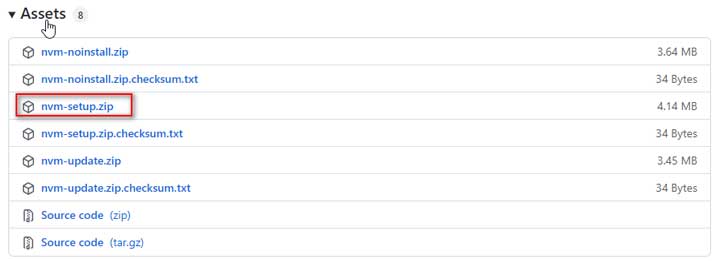 Assets 8
nvm-noinstall.zip 3.64 MB
nvm-noinstall.zip.checksum.txt 34 Bytes
nvm-setup.zip 4.14 MB
nvm-setup.zip.checksum.txt 34 Bytes
nvm-update.zip 3.45 MB
nvm-update.zip.checksum.txt 34 Bytes
Source code (zip)
Source code (tar.gz)